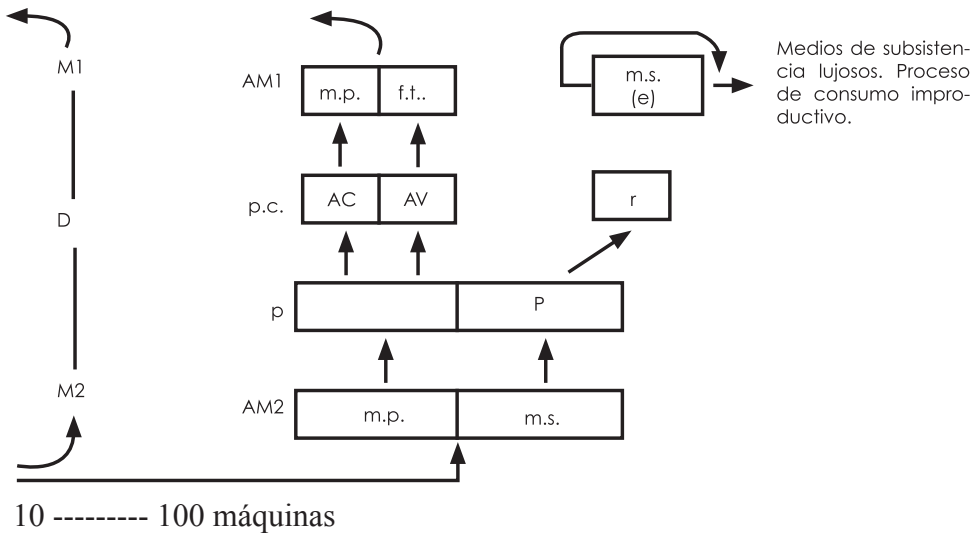 M1
D
M2
AM1
m.p.
f.t..
p.c.
AC
AV
p
P
AM2
m.p.
m.s.
m.s.
(e)
r
Medios de subsisten-
cia lujosos. Proceso
de consumo impro-
ductivo.
10 --------- 100 máquinas